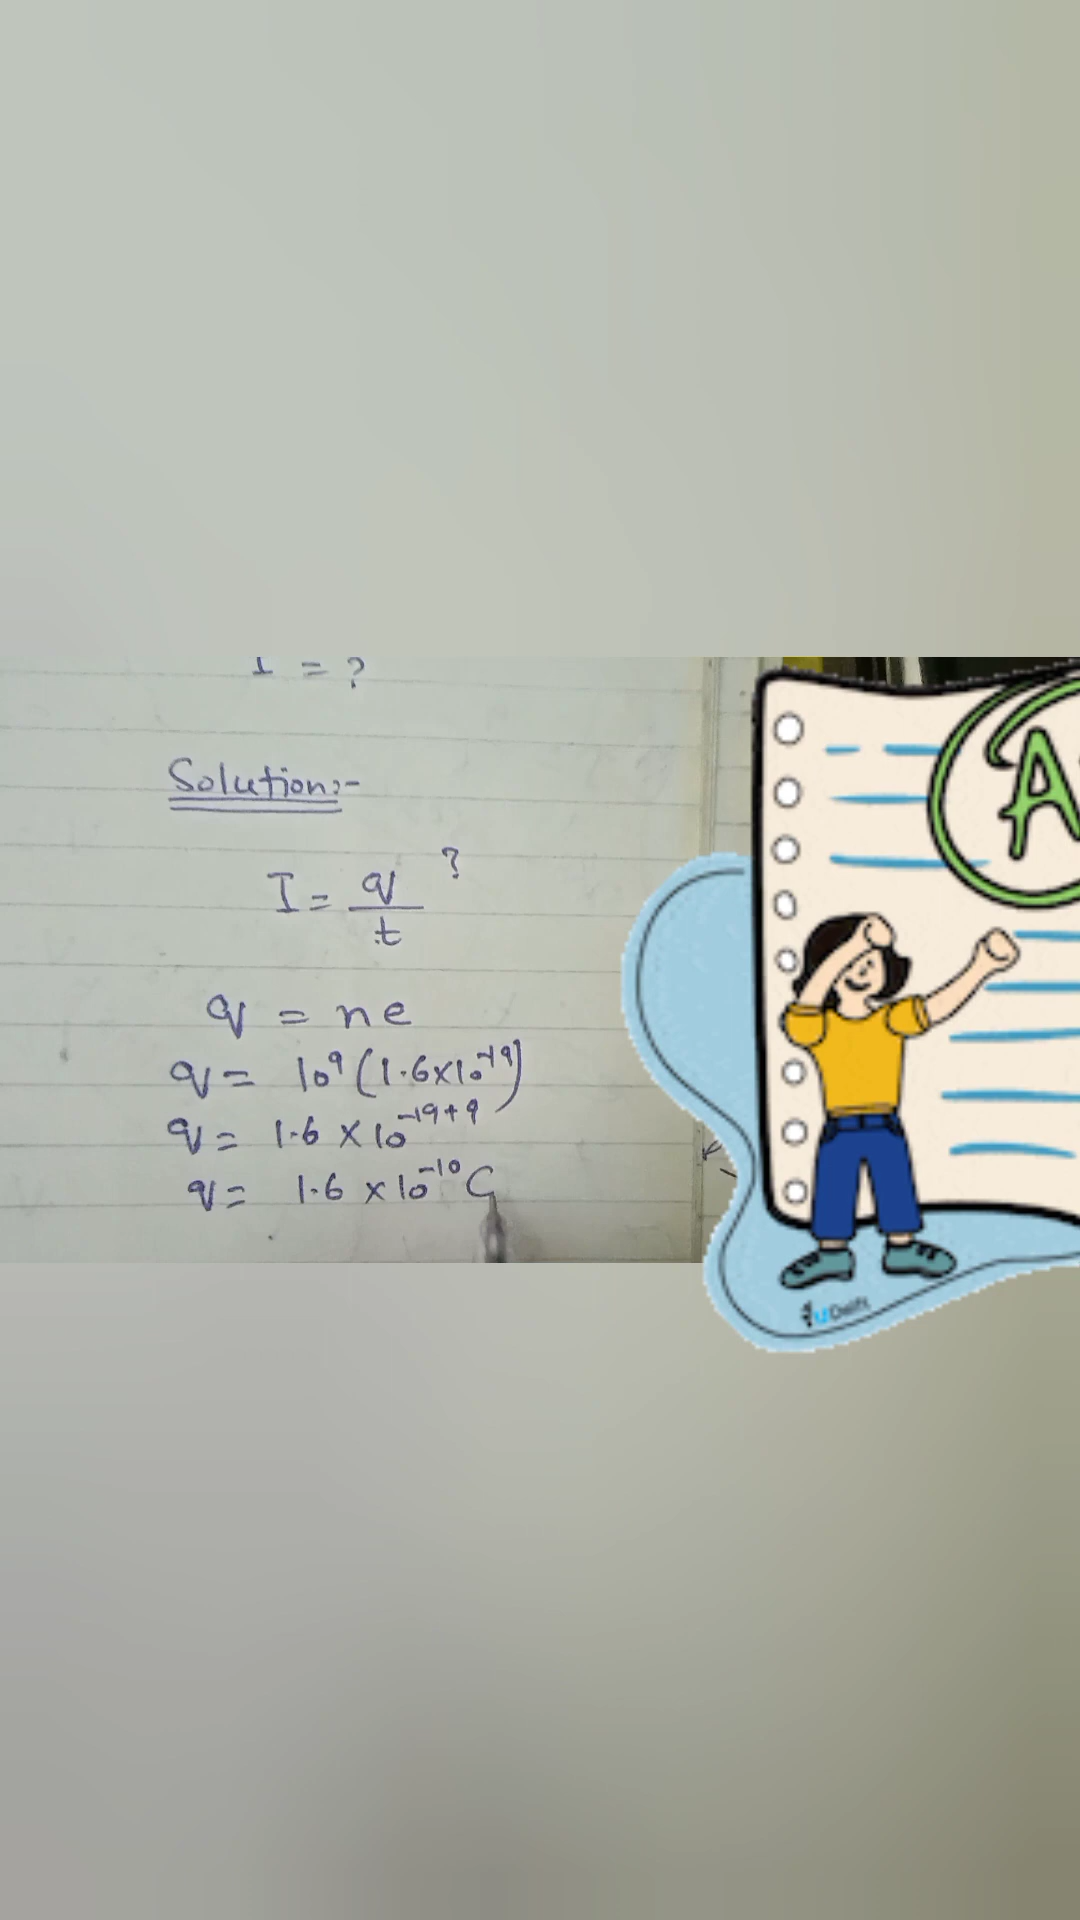 I = ?
Solution:-
I = q/t ?
q = ne
q = 10⁹ (1.6×10⁻¹⁹)
q = 1.6 × 10⁻¹⁹⁺⁹
q = 1.6 × 10⁻¹⁰ C
A